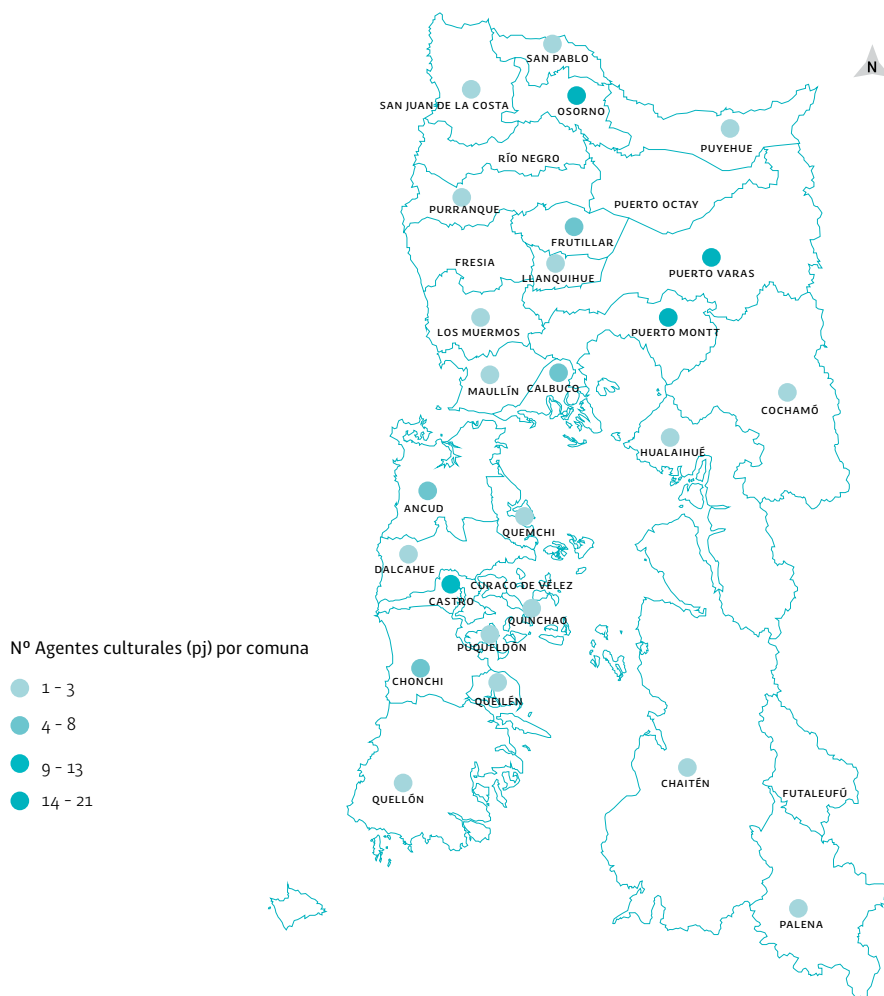 SAN PABLO
N
SAN JUAN DE LA COSTA
OSORNO
PUYEHUE
RÍO NEGRO
PURRANQUE
PUERTO OCTAY
FRUTILLAR
FRESIA
LLANQUIHUE
PUERTO VARAS
LOS MUERMOS
PUERTO MONTT
MAULLÍN
CALBUCO
COCHAMÓ
HUALAIHUÉ
ANCUD
QUEMCHI
DALCAHUE
CURACO DE VÉLEZ
CASTRO
QUINCHAO
PUQUELDÓN
Nº Agentes culturales (pj) por comuna
CHONCHI
1 - 3
QUEILÉN
4 - 8
9 - 13
14 - 21
CHAITÉN
FUTALEUFÚ
QUELLÓN
PALENA